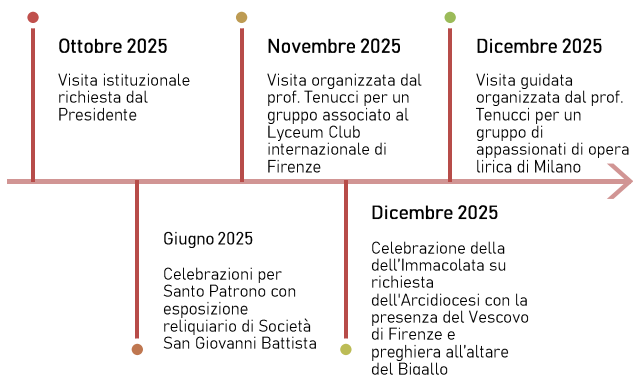 Ottobre 2025
Visita istituzionale
richiesta dal
Presidente
Novembre 2025
Visita organizzata dal
prof. Tenucci per un
gruppo associato al
Lyceum Club
internazionale di
Firenze
Dicembre 2025
Visita guidata
organizzata dal prof.
Tenucci per un
gruppo di
appassionati di opera
lirica di Milano
Giugno 2025
Celebrazioni per
Santo Patrono con
esposizione
reliquiario di Società
San Giovanni Battista
Dicembre 2025
Celebrazione della
dell'Immacolata su
richiesta
dell'Arcidiocesi con la
presenza del Vescovo
di Firenze e
preghiera all'altare
del Bigallo